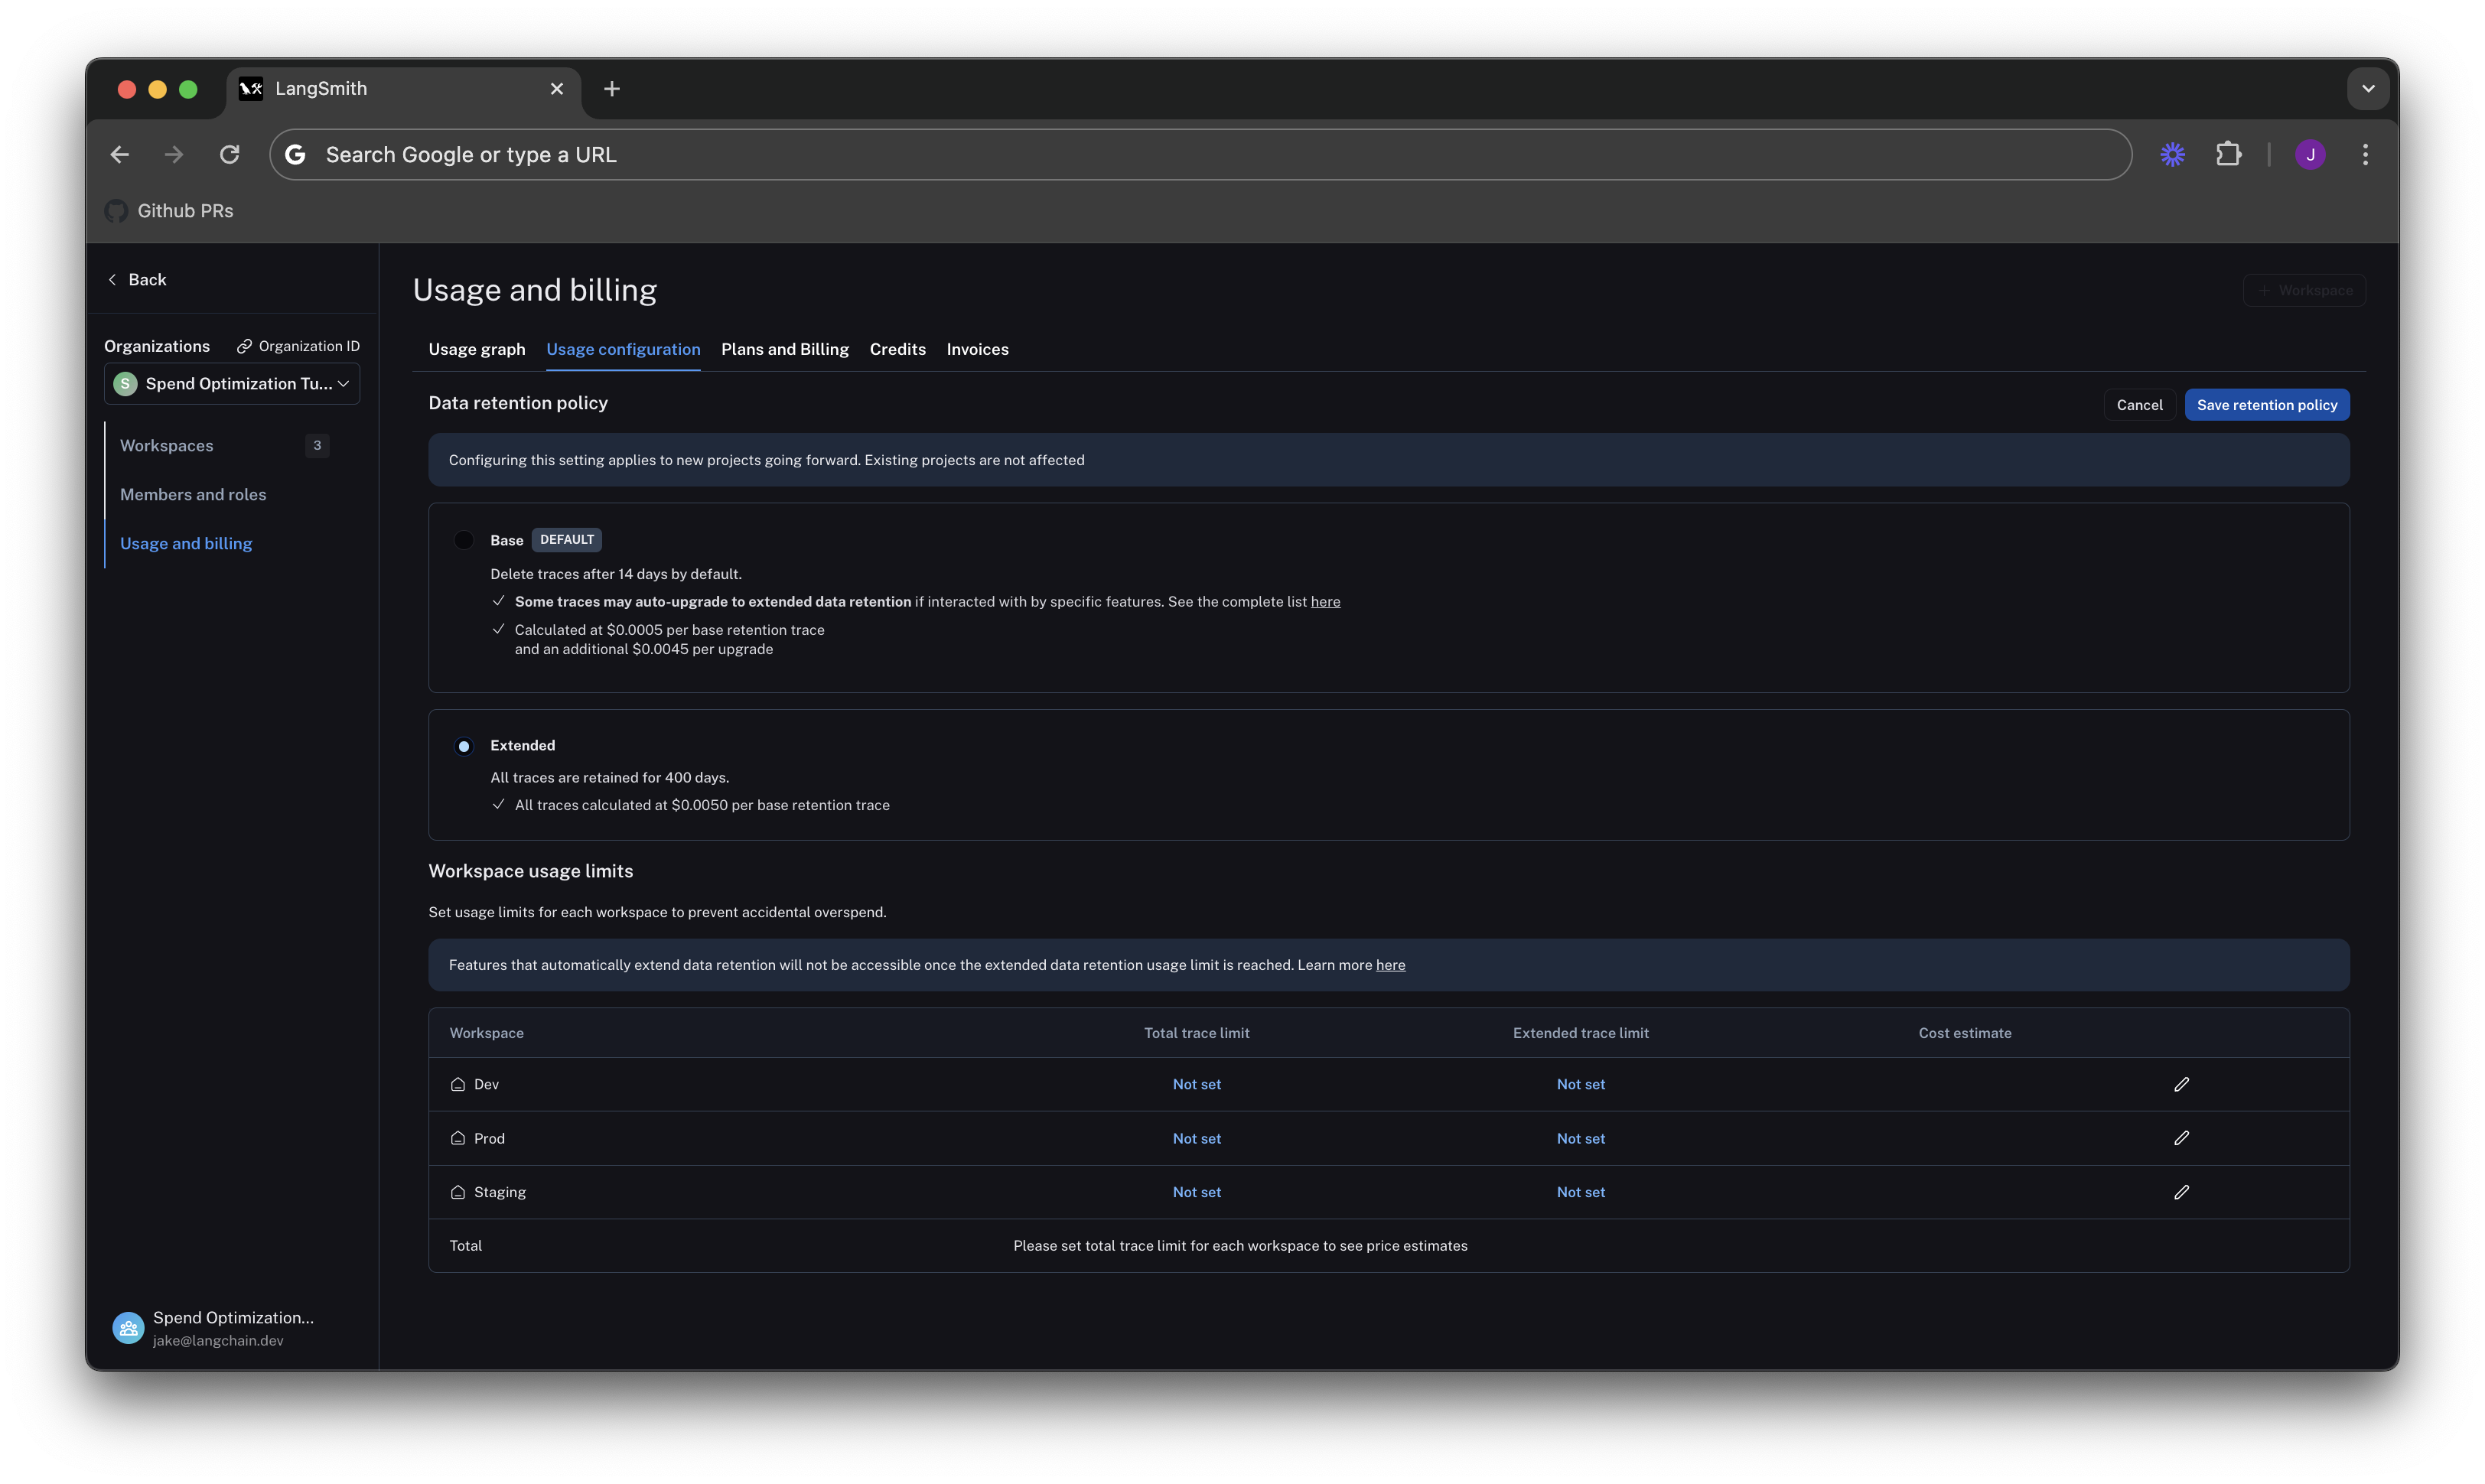 LangSmith
Search Google or type a URL
J
Github PRs
Back
Organizations
Organization ID
S Spend Optimization Tu...
Workspaces 3
Members and roles
Usage and billing
Spend Optimization...
jake@langchain.dev
Usage and billing
+ Workspace
Usage graph Usage configuration Plans and Billing Credits Invoices
Data retention policy
Cancel
Save retention policy
Configuring this setting applies to new projects going forward. Existing projects are not affected
Base DEFAULT
Delete traces after 14 days by default.
Some traces may auto-upgrade to extended data retention if interacted with by specific features. See the complete list here
Calculated at $0.0005 per base retention trace
and an additional $0.0045 per upgrade
Extended
All traces are retained for 400 days.
All traces calculated at $0.0050 per base retention trace
Workspace usage limits
Set usage limits for each workspace to prevent accidental overspend.
Features that automatically extend data retention will not be accessible once the extended data retention usage limit is reached. Learn more here
Workspace Total trace limit Extended trace limit Cost estimate
Dev Not set Not set
Prod Not set Not set
Staging Not set Not set
Total Please set total trace limit for each workspace to see price estimates